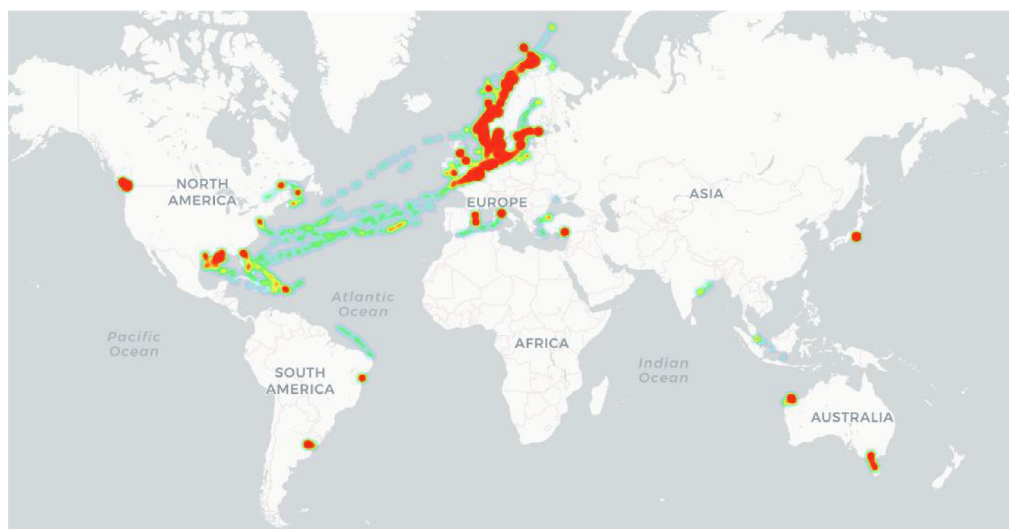 NORTH
AMERICA
EUROPE
ASIA
Atlantic
Ocean
Pacific
Ocean
AFRICA
Indian
Ocean
SOUTH
AMERICA
AUSTRALIA